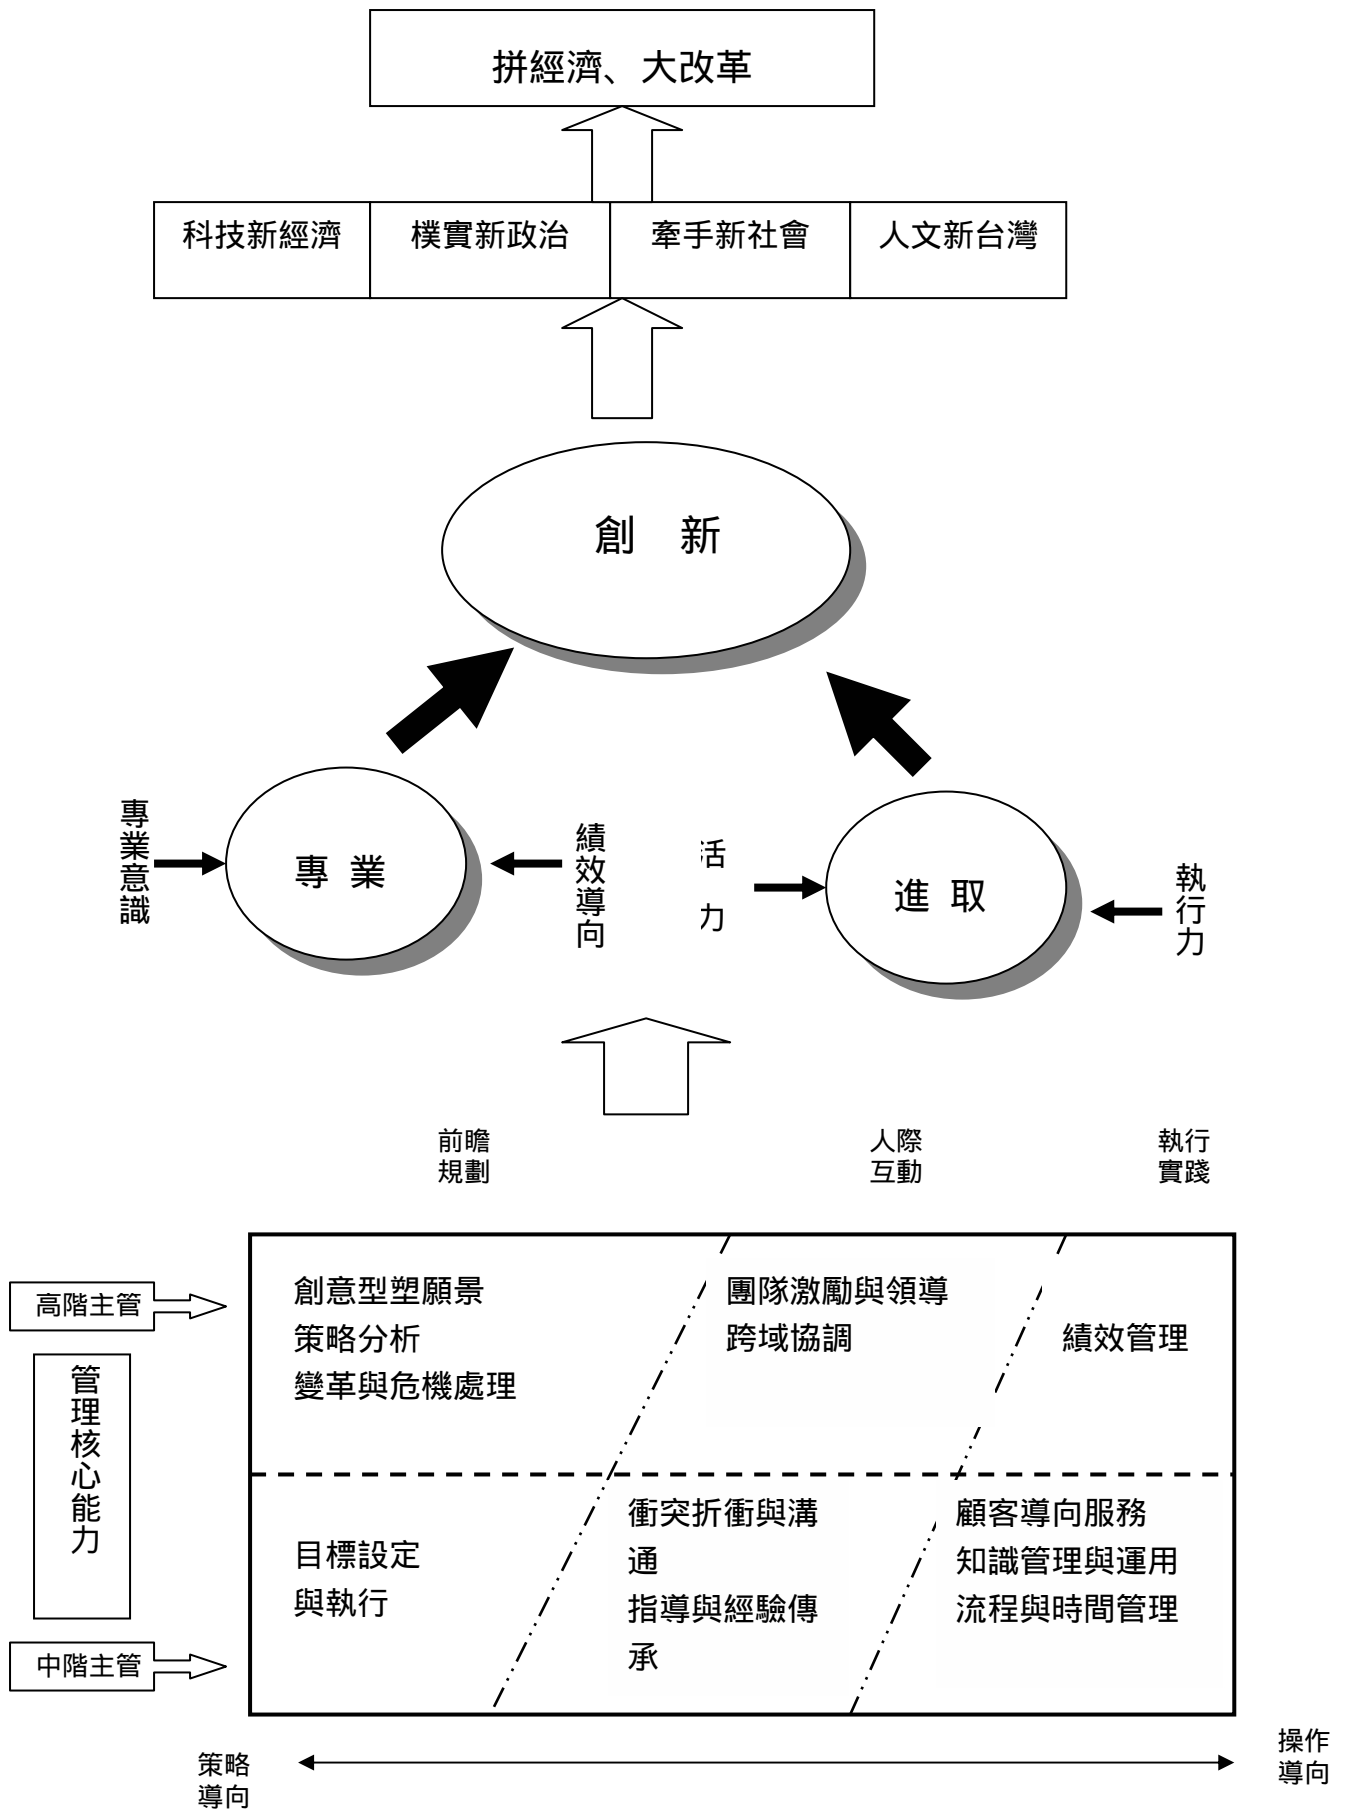 拼經濟、大改革
科技新經濟
樸實新政治
牽手新社會
人文新台灣
創 新
專業意識
專 業
績效導向
活力
進 取
執行力
前瞻
規劃
人際
互動
執行
實踐
高階主管
創意型塑願景
策略分析
變革與危機處理
團隊激勵與領導
跨域協調
績效管理
管理核心能力
目標設定
與執行
衝突折衝與溝
通
指導與經驗傳
承
顧客導向服務
知識管理與運用
流程與時間管理
中階主管
策略
導向
操作
導向